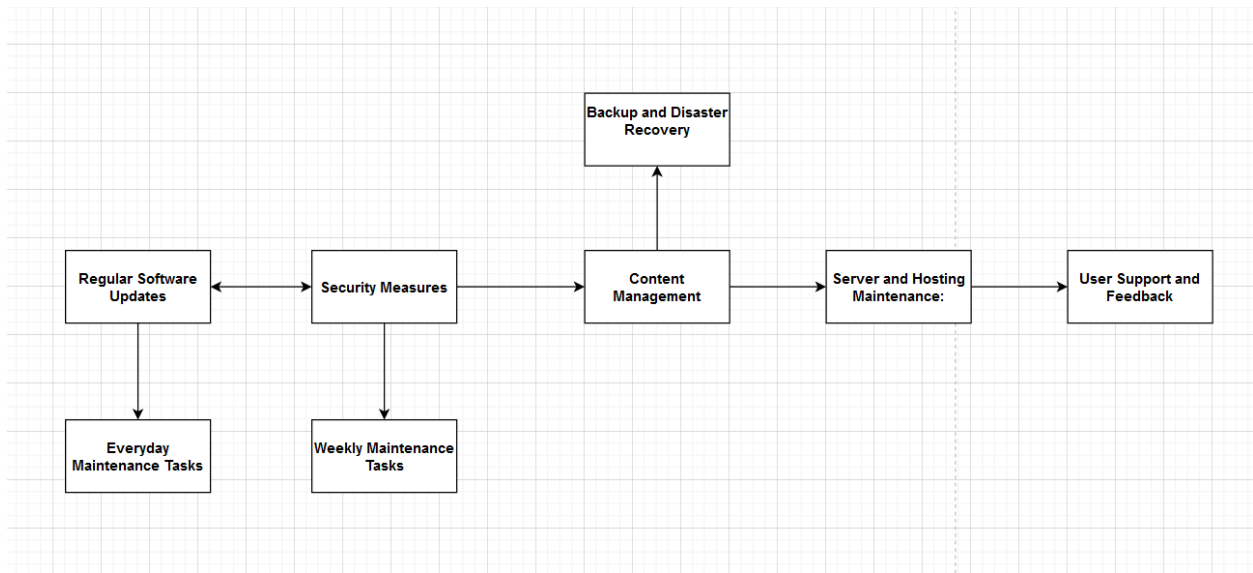 Backup and Disaster
Recovery
Regular Software
Updates
Security Measures
Content
Management
Server and Hosting
Maintenance:
User Support and
Feedback
Everyday
Maintenance Tasks
Weekly Maintenance
Tasks